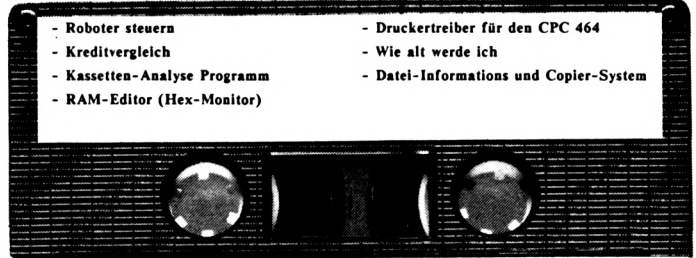 - Roboter steuern
- Kreditvergleich
- Kassetten-Analyse Programm
- RAM-Editor (Hex-Monitor)
- Druckertreiber für den CPC 464
- Wie alt werde ich
- Datei-Informations und Copier-System